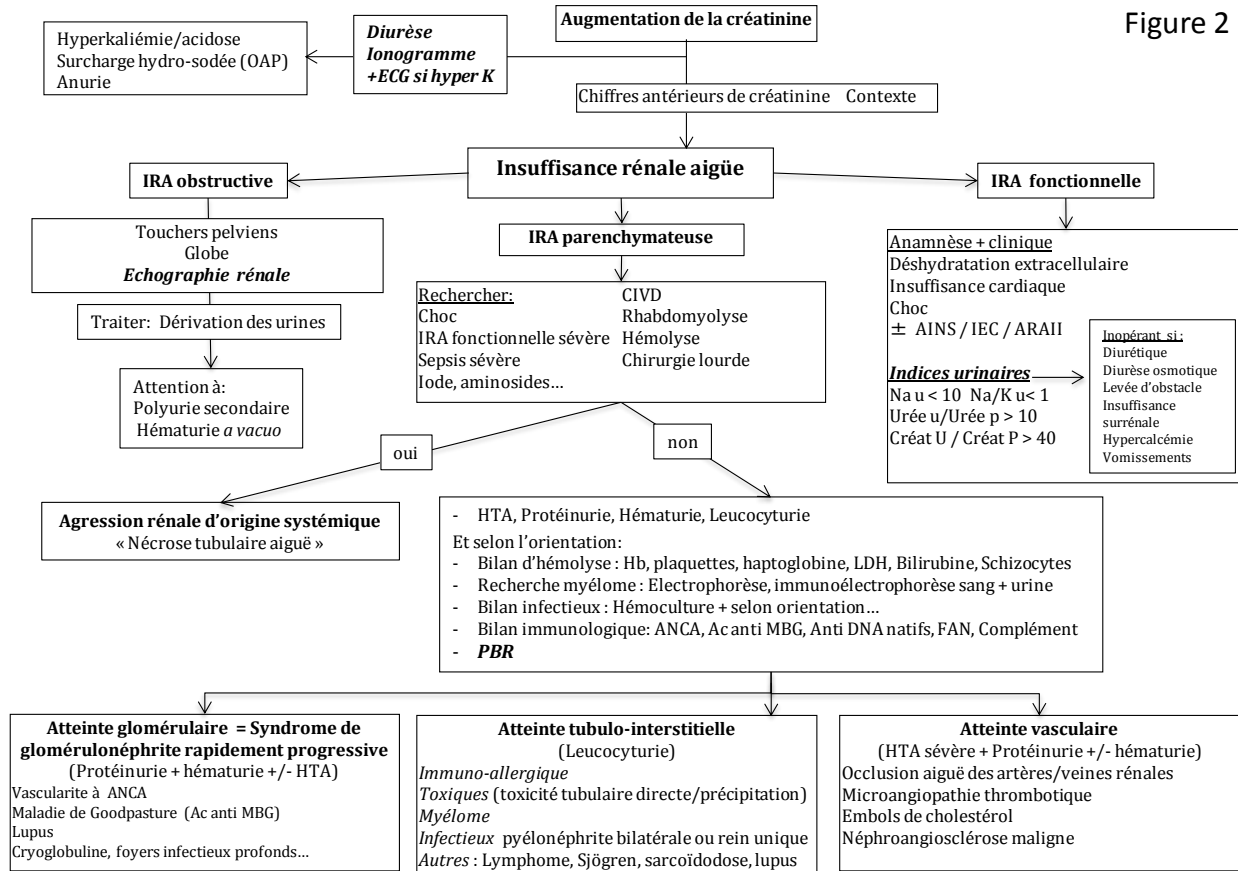 Figure 2
Augmentation de la créatinine
Diurèse
Ionogramme
+ECG si hyper K
Hyperkaliémie/acidose
Surcharge hydro-sodée (OAP)
Anurie
Chiffres antérieurs de créatinine Contexte
Insuffisance rénale aigüe
IRA obstructive
Touchers pelviens
Globe
Echographie rénale
Traiter: Dérivation des urines
Attention à:
Polyurie secondaire
Hématurie a vacuo
IRA parenchymateuse
Rechercher:
Choc
IRA fonctionnelle sévère
Sepsis sévère
Iode, aminosides…
CIVD
Rhabdomyolyse
Hémolyse
Chirurgie lourde
IRA fonctionnelle
Anamnèse + clinique
Déshydratation extracellulaire
Insuffisance cardiaque
Choc
± AINS / IEC / ARAII
Indices urinaires
Na u < 10 Na/K u< 1
Urée u/Urée p > 10
Créat U / Créat P > 40
Inopérant si :
Diurétique
Diurèse osmotique
Levée d'obstacle
Insuffisance
surrénale
Hypercalcémie
Vomissements
oui
non
Agression rénale d'origine systémique
« Nécrose tubulaire aiguë »
- HTA, Protéinurie, Hématurie, Leucocyturie
Et selon l'orientation:
- Bilan d'hémolyse : Hb, plaquettes, haptoglobine, LDH, Bilirubine, Schizocytes
- Recherche myélome : Electrophorèse, immunoélectrophorèse sang + urine
- Bilan infectieux : Hémoculture + selon orientation…
- Bilan immunologique: ANCA, Ac anti MBG, Anti DNA natifs, FAN, Complément
- PBR
Atteinte glomérulaire = Syndrome de
glomérulonéphrite rapidement progressive
(Protéinurie + hématurie +/- HTA)
Vascularite à ANCA
Maladie de Goodpasture (Ac anti MBG)
Lupus
Cryoglobuline, foyers infectieux profonds…
Atteinte tubulo-interstitielle
(Leucocyturie)
Immuno-allergique
Toxiques (toxicité tubulaire directe/précipitation)
Myélome
Infectieux pyélonéphrite bilatérale ou rein unique
Autres : Lymphome, Sjögren, sarcoïdodose, lupus
Atteinte vasculaire
(HTA sévère + Protéinurie +/- hématurie)
Occlusion aiguë des artères/veines rénales
Microangiopathie thrombotique
Embols de cholestérol
Néphroangiosclérose maligne